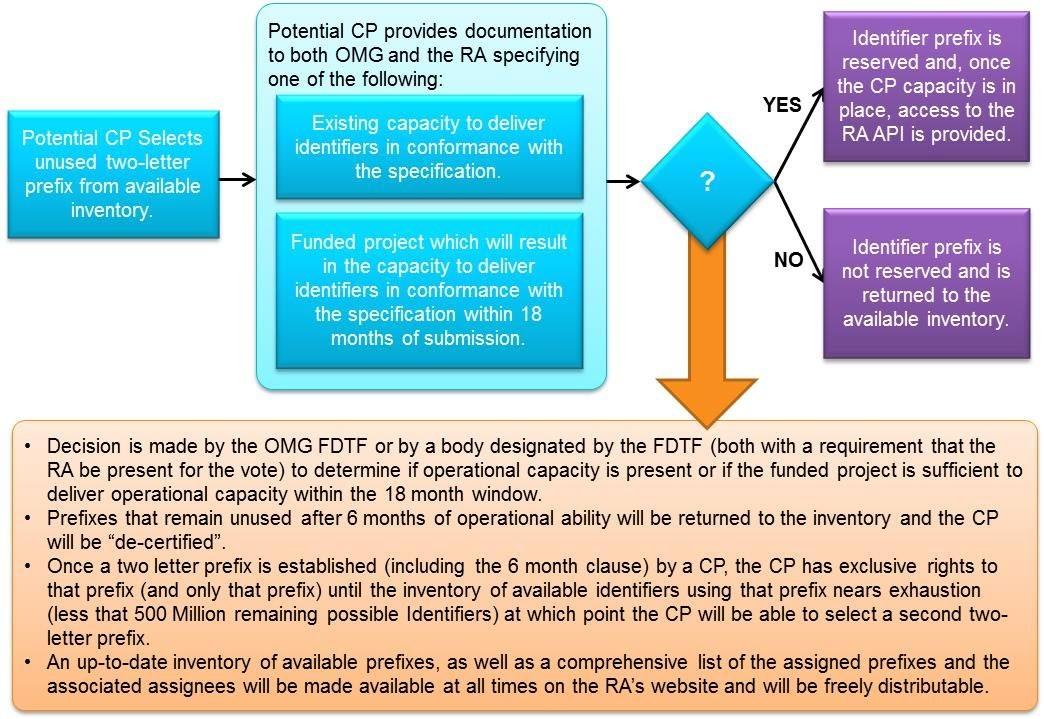 Potential CP Selects
unused two-letter
prefix from available
inventory.
Potential CP provides documentation
to both OMG and the RA specifying
one of the following:
Existing capacity to deliver
identifiers in conformance with
the specification.
Funded project which will result
in the capacity to deliver
identifiers in conformance with
the specification within 18
months of submission.
?
YES
Identifier prefix is
reserved and, once
the CP capacity is in
place, access to the
RA API is provided.
NO
Identifier prefix is
not reserved and is
returned to the
available inventory.
• Decision is made by the OMG FDTF or by a body designated by the FDTF (both with a requirement that the
RA be present for the vote) to determine if operational capacity is present or if the funded project is sufficient to
deliver operational capacity within the 18 month window.
• Prefixes that remain unused after 6 months of operational ability will be returned to the inventory and the CP
will be “de-certified”.
• Once a two letter prefix is established (including the 6 month clause) by a CP, the CP has exclusive rights to
that prefix (and only that prefix) until the inventory of available identifiers using that prefix nears exhaustion
(less that 500 Million remaining possible Identifiers) at which point the CP will be able to select a second two-
letter prefix.
• An up-to-date inventory of available prefixes, as well as a comprehensive list of the assigned prefixes and the
associated assignees will be made available at all times on the RA’s website and will be freely distributable.